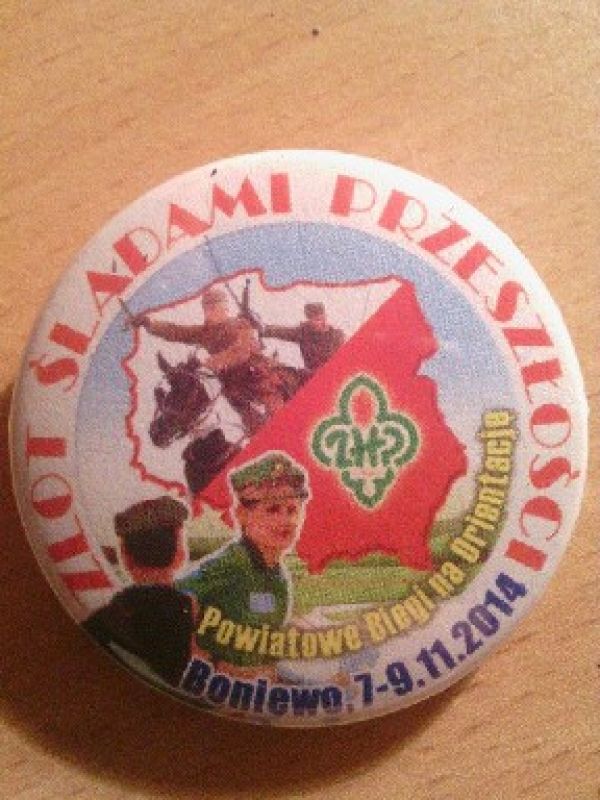 ZLOT ŚLADAMI PRZESZŁOŚCI
ZHP
Powiatowe Biegi na Orientację
Boniewo, 7-9.11.2014